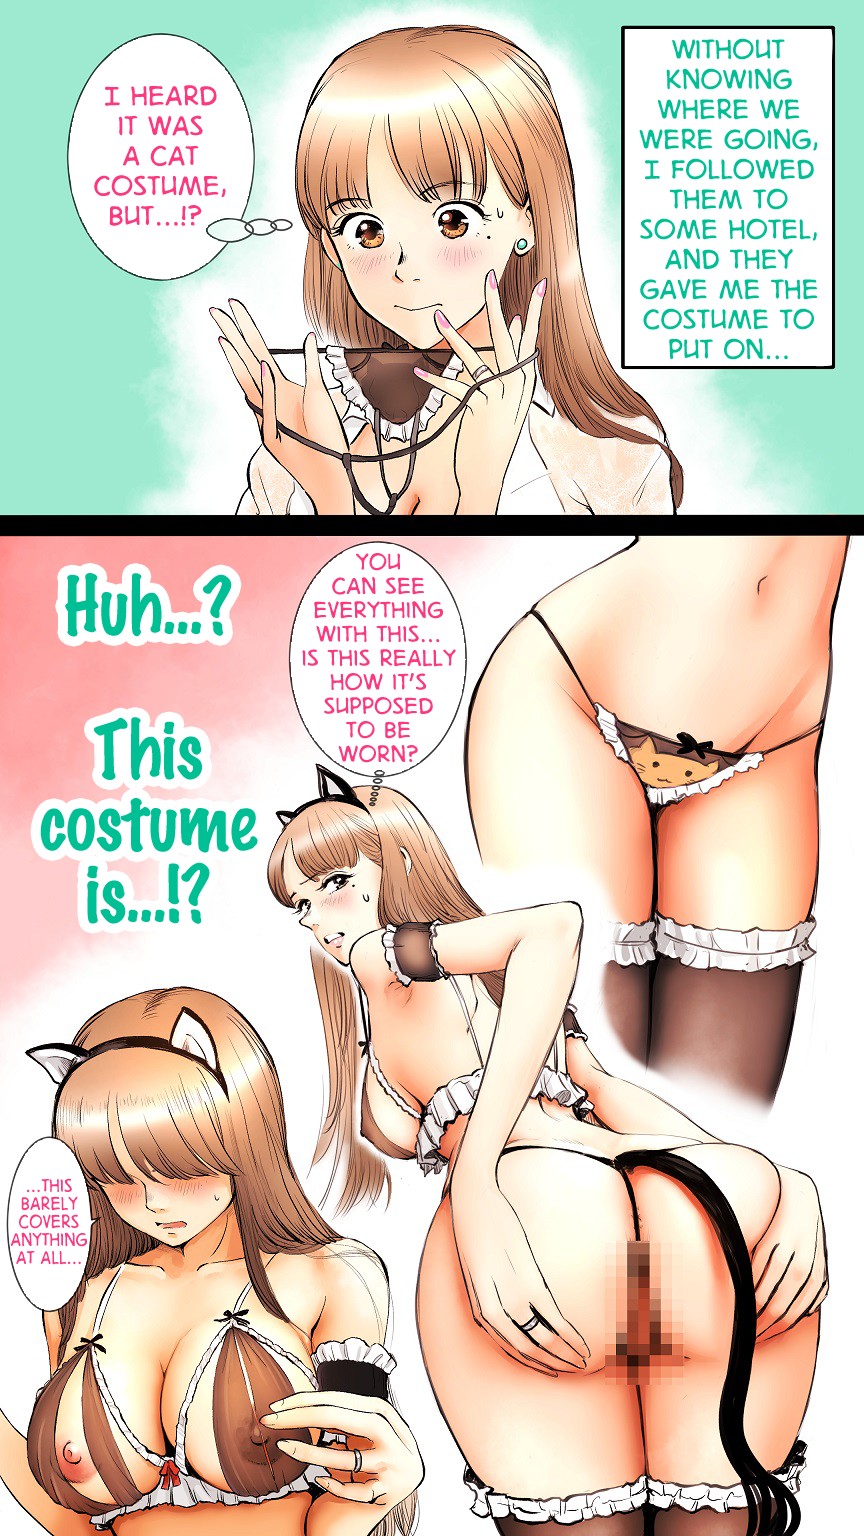 I HEARD
IT WAS
A CAT
COSTUME,
BUT...!?
WITHOUT
KNOWING
WHERE WE
WERE GOING,
I FOLLOWED
THEM TO
SOME HOTEL,
AND THEY
GAVE ME THE
COSTUME TO
PUT ON...
Huh...?
This
costume
is...!?
YOU
CAN SEE
EVERYTHING
WITH THIS...
IS THIS REALLY
HOW IT'S
SUPPOSED
TO BE
WORN?
...THIS
BARELY
COVERS
ANYTHING
AT ALL...